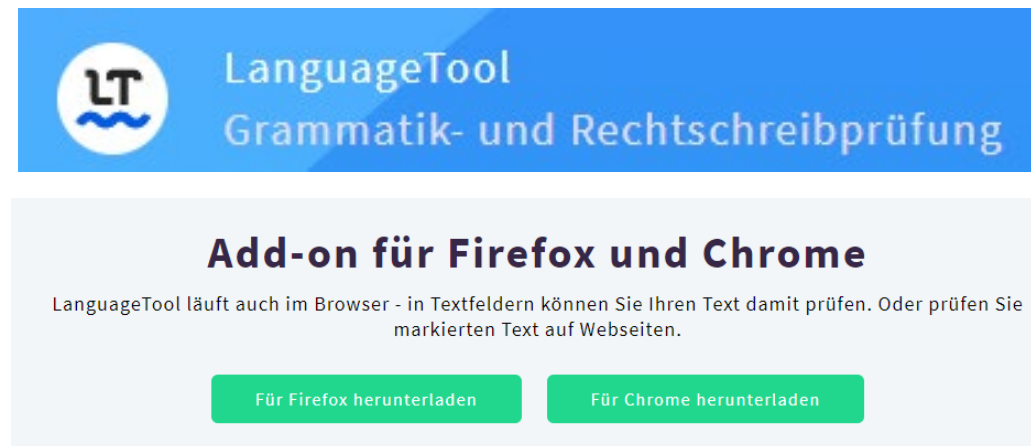 LT
LanguageTool
Grammatik- und Rechtschreibprüfung
Add-on für Firefox und Chrome
LanguageTool läuft auch im Browser - in Textfeldern können Sie Ihren Text damit prüfen. Oder prüfen Sie
markierten Text auf Webseiten.
Für Firefox herunterladen
Für Chrome herunterladen